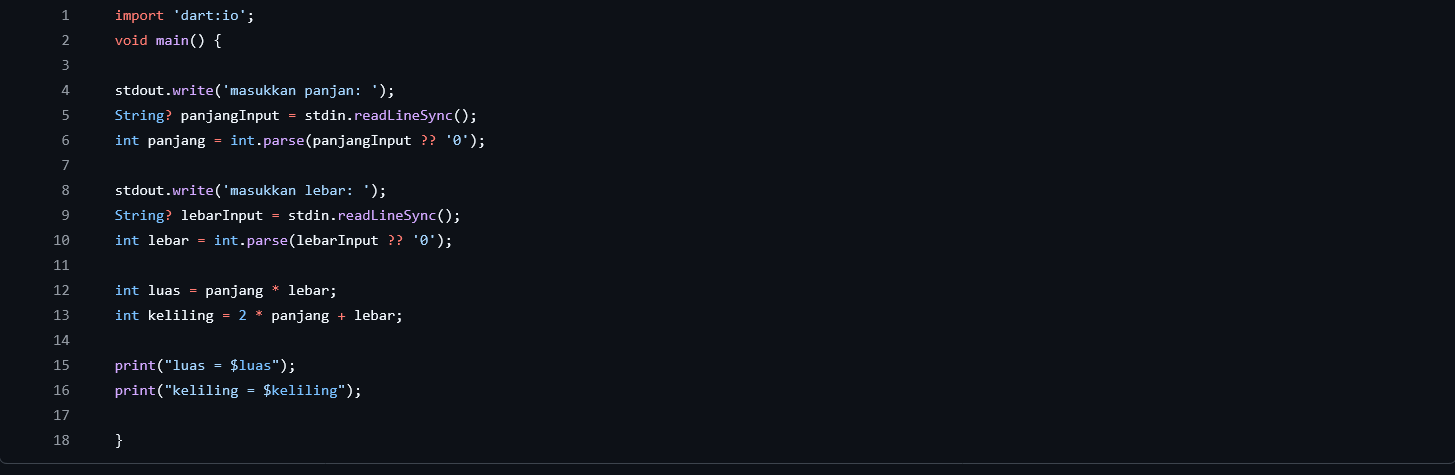 1 import 'dart:io';
2 void main() {
3
4 stdout.write('masukkan panjan: ');
5 String? panjangInput = stdin.readLineSync();
6 int panjang = int.parse(panjangInput ?? '0');
7
8 stdout.write('masukkan lebar: ');
9 String? lebarInput = stdin.readLineSync();
10 int lebar = int.parse(lebarInput ?? '0');
11
12 int luas = panjang * lebar;
13 int keliling = 2 * panjang + lebar;
14
15 print("luas = $luas");
16 print("keliling = $keliling");
17
18 }